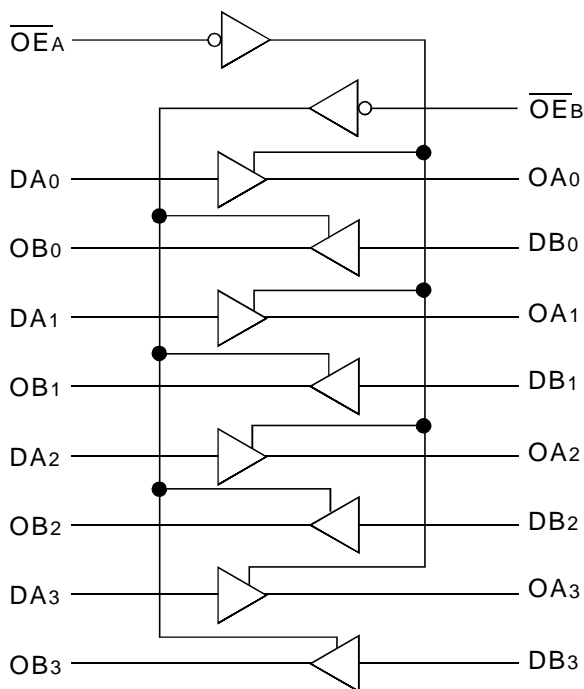 OEA
OEB
DA0 OA0
OB0 DB0
DA1 OA1
OB1 DB1
DA2 OA2
OB2 DB2
DA3 OA3
OB3 DB3